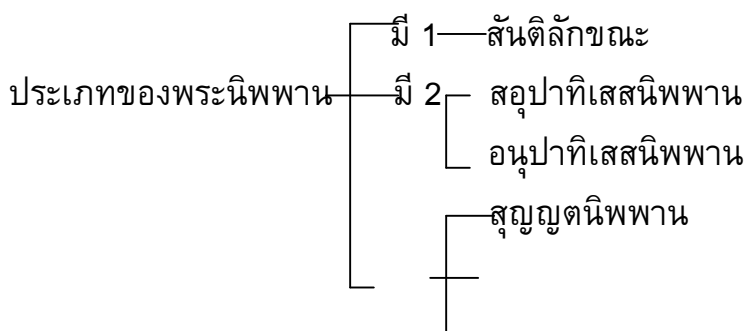 มี 1 สันติลักขณะ
ประเภทของพระนิพพาน มี 2 สอุปาทิเสสนิพพาน
อนุปาทิเสสนิพพาน
สุญญตนิพพาน